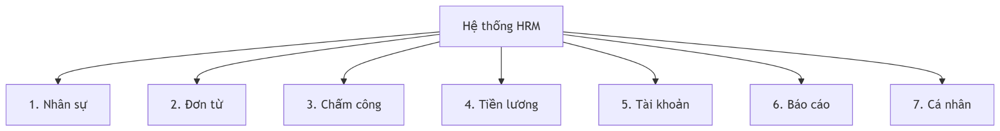 Hệ thống HRM
1. Nhân sự
2. Đơn từ
3. Chấm công
4. Tiền lương
5. Tài khoản
6. Báo cáo
7. Cá nhân